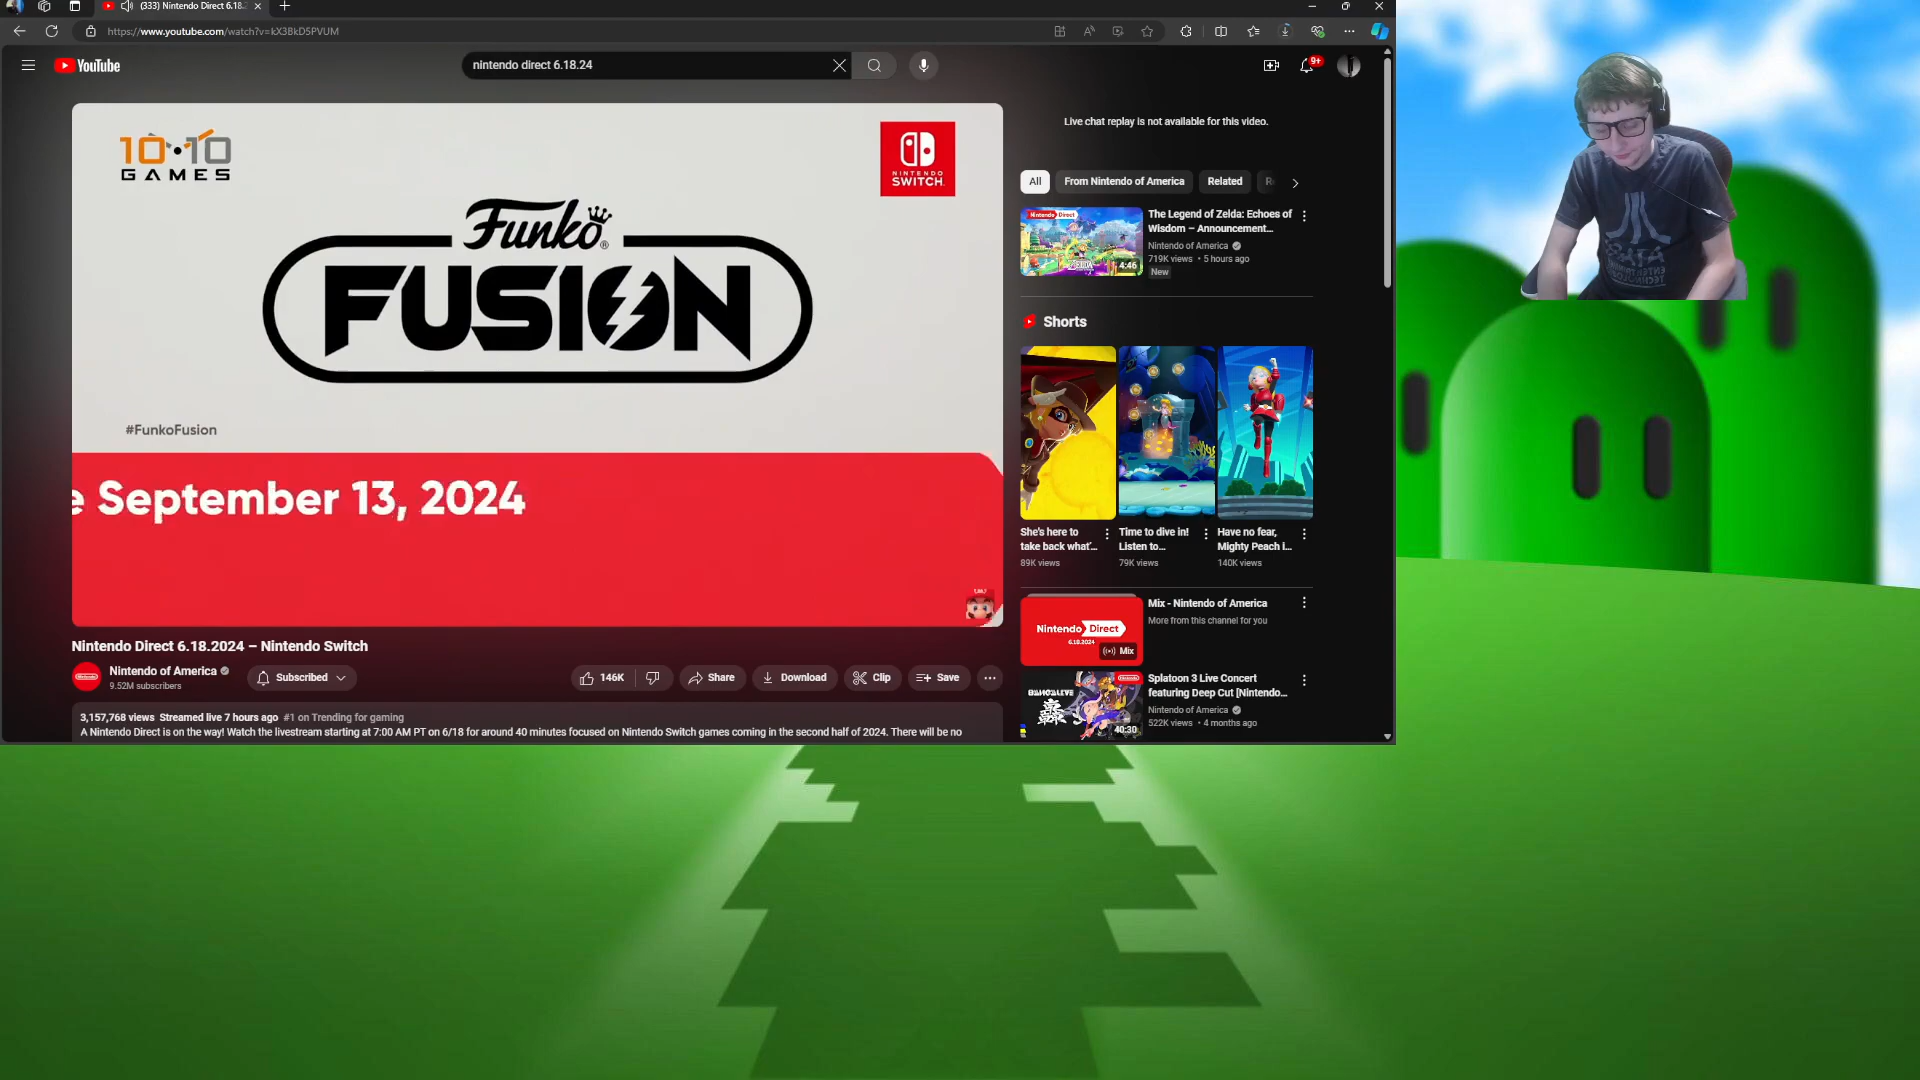 (333) Nintendo Direct 6.18.2
https://www.youtube.com/watch?v=kX3BkD5PVUM
YouTube
nintendo direct 6.18.24
9+
10·10
GAMES
NINTENDO
SWITCH
Funko
FUSION
#FunkoFusion
e September 13, 2024
Nintendo Direct 6.18.2024 – Nintendo Switch
Nintendo of America
9.52M subscribers
Subscribed
146K
Share
Download
Clip
Save
3,157,768 views Streamed live 7 hours ago #1 on Trending for gaming
A Nintendo Direct is on the way! Watch the livestream starting at 7:00 AM PT on 6/18 for around 40 minutes focused on Nintendo Switch games coming in the second half of 2024. There will be no
Live chat replay is not available for this video.
All
From Nintendo of America
Related
Nintendo Direct
4:46
The Legend of Zelda: Echoes of
Wisdom – Announcement...
Nintendo of America
719K views • 5 hours ago
New
Shorts
She's here to
take back what'...
89K views
Time to dive in!
Listen to...
79K views
Have no fear,
Mighty Peach i...
140K views
Nintendo Direct
6.18.2024
Mix
Mix - Nintendo of America
More from this channel for you
40:30
Splatoon 3 Live Concert
featuring Deep Cut [Nintendo...
Nintendo of America
522K views • 4 months ago
ATARI